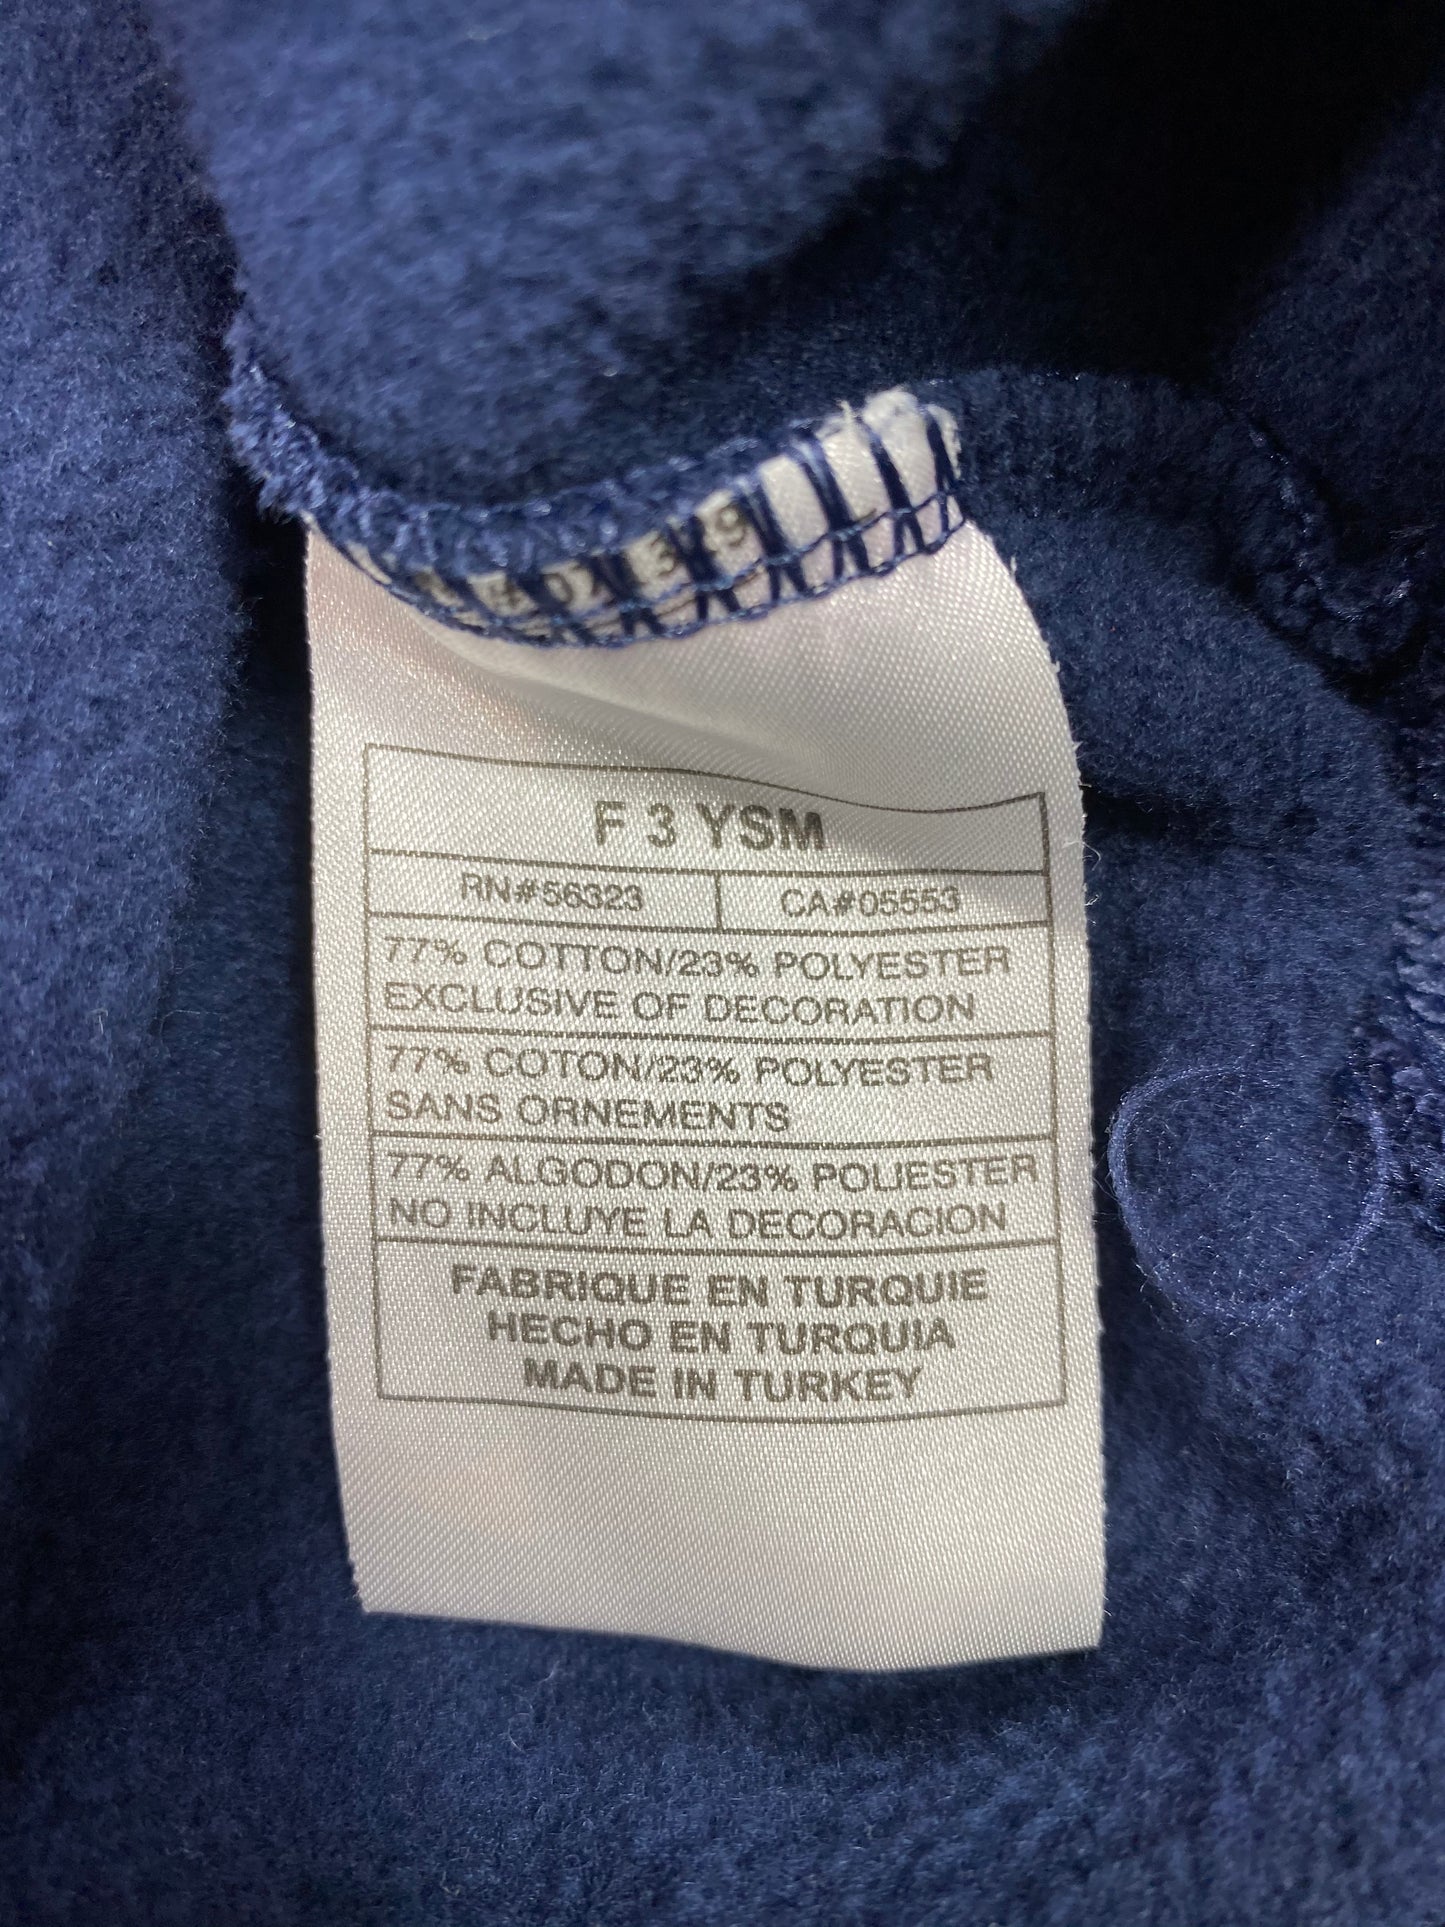 F 3 YSM
RN#56323 CA#05553
77% COTTON/23% POLYESTER
EXCLUSIVE OF DECORATION
77% COTON/23% POLYESTER
SANS ORNEMENTS
77% ALGODON/23% POLIESTER
NO INCLUYE LA DECORACION
FABRIQUE EN TURQUIE
HECHO EN TURQUIA
MADE IN TURKEY